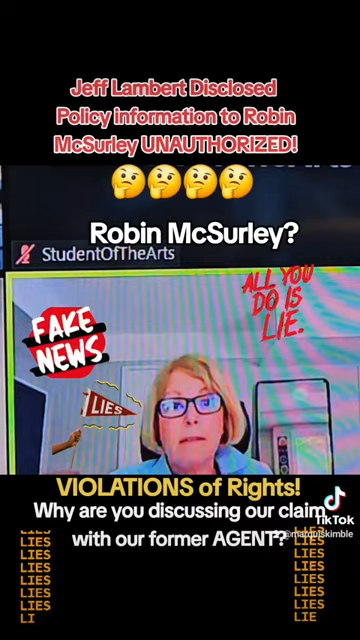 Jeff Lambert Disclosed
Policy information to Robin
McSurley UNAUTHORIZED!
Robin McSurley?
StudentOfTheArts
ALL YOU
DO IS
LIE.
FAKE
NEWS
LIES
VIOLATIONS of Rights!
Why are you discussing our claim
with our former AGENT?
TikTok
@marquiskimble
LIES
LIES
LIES
LIES
LIES
LIES
LIES
LI
LIES
LIES
LIES
LIES
LIES
LIES
LIES
LIE